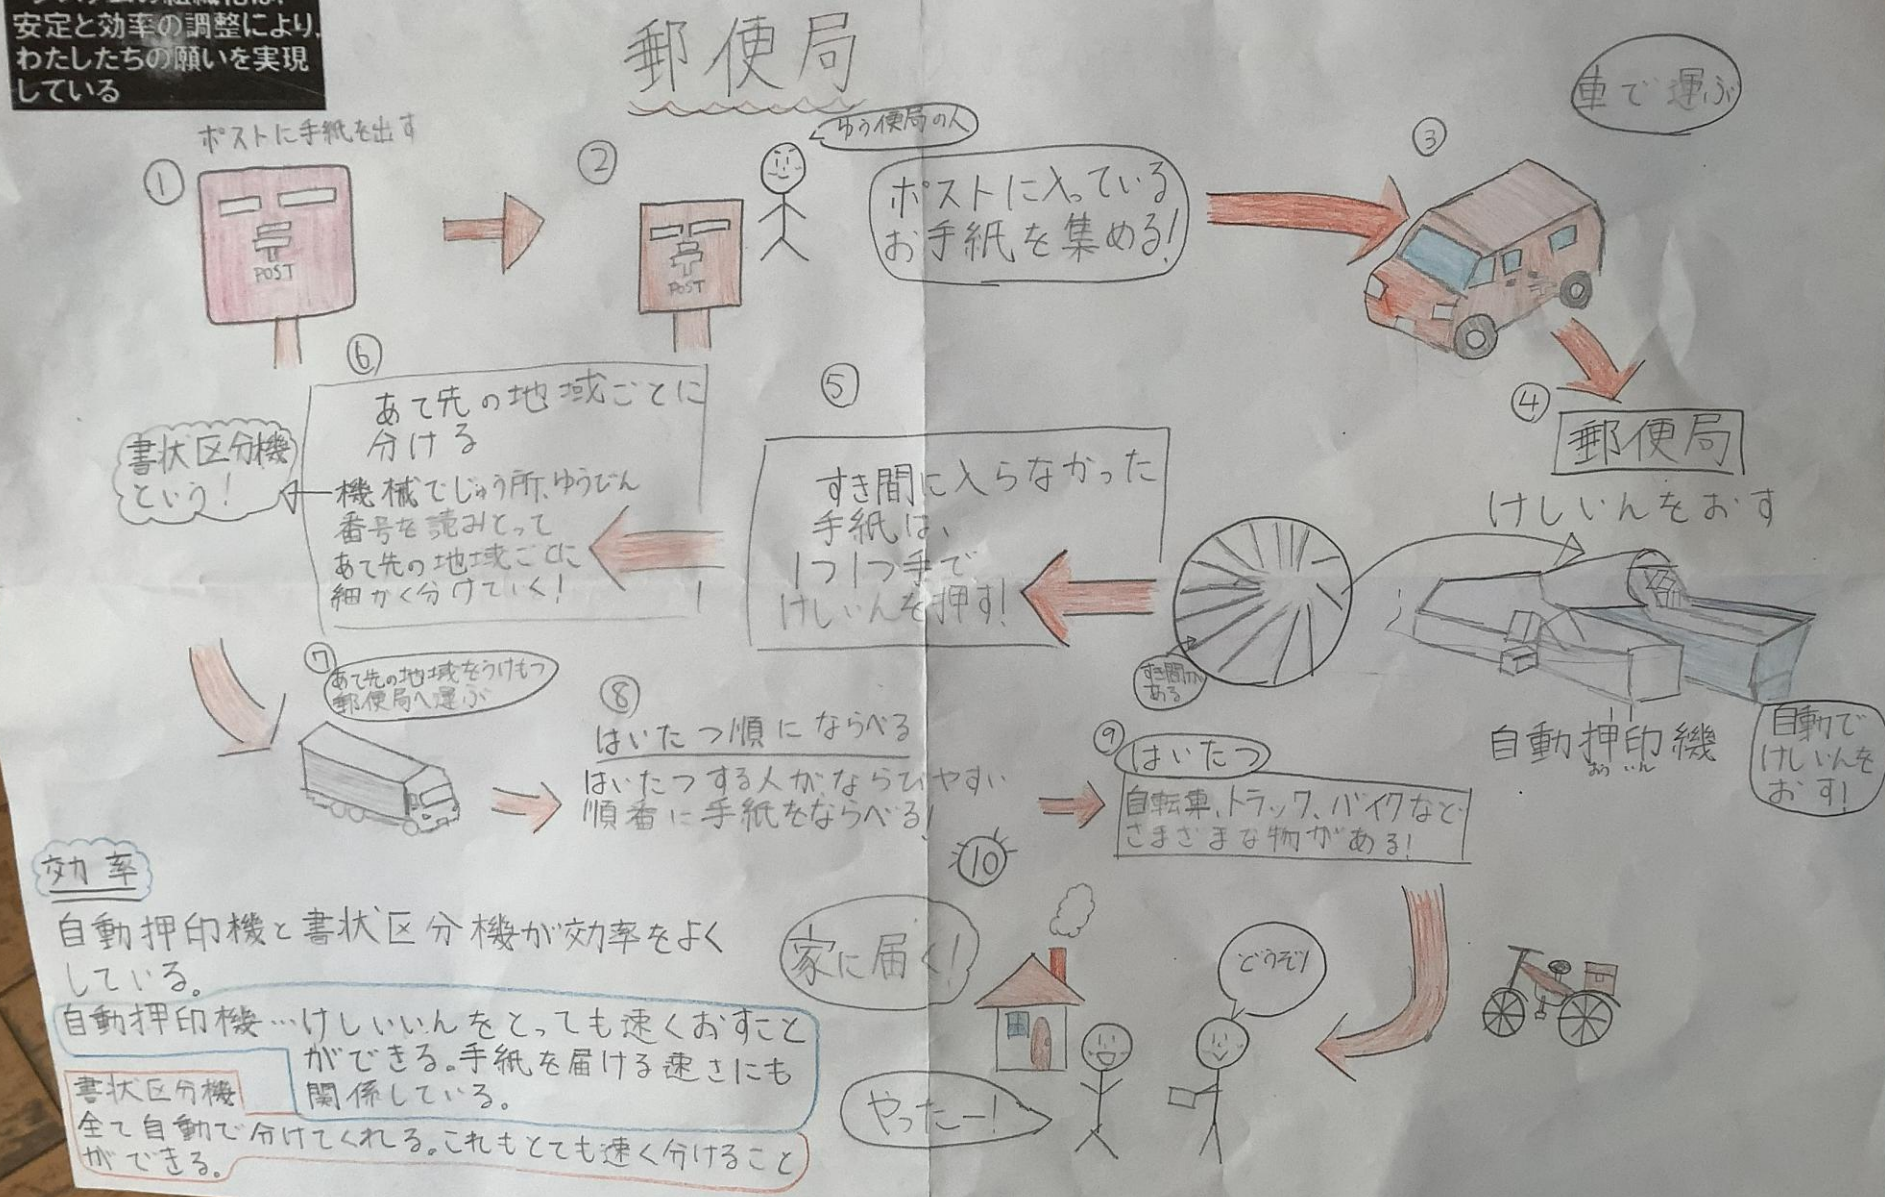 安定と効率の調整により、
わたしたちの願いを実現
している
郵便局
ポストに手紙を出す
①
POST
②
POST
ゆう便局の人
ポストに入っている
お手紙を集める!
③
車で運ぶ
④
郵便局
けしいんをおす
すき間が
ある
自動押印機
おういん
自動で
けしいんを
おす!
⑤
すき間に入らなかった
手紙は、
1つ1つ手で
けしいんを押す!
⑥
あて先の地域ごとに
分ける
機械でじゅう所、ゆうびん
番号を読みとって
あて先の地域ごとに
細かく分けていく!
書状区分機
という!
⑦
あて先の地域をうけもつ
郵便局へ運ぶ
⑧
はいたつ順にならべる
はいたつする人がならびやすい
順番に手紙をならべる!
⑨
はいたつ
自転車、トラック、バイクなど
さまざまな物がある!
⑩
家に届く!
どうぞ!
やったー!
効率
自動押印機と書状区分機が効率をよく
している。
自動押印機…けしいいんをとっても速くおすこと
ができる。手紙を届ける速さにも
関係している。
書状区分機
全て自動で分けてくれる。これもとても速く分けること
ができる。